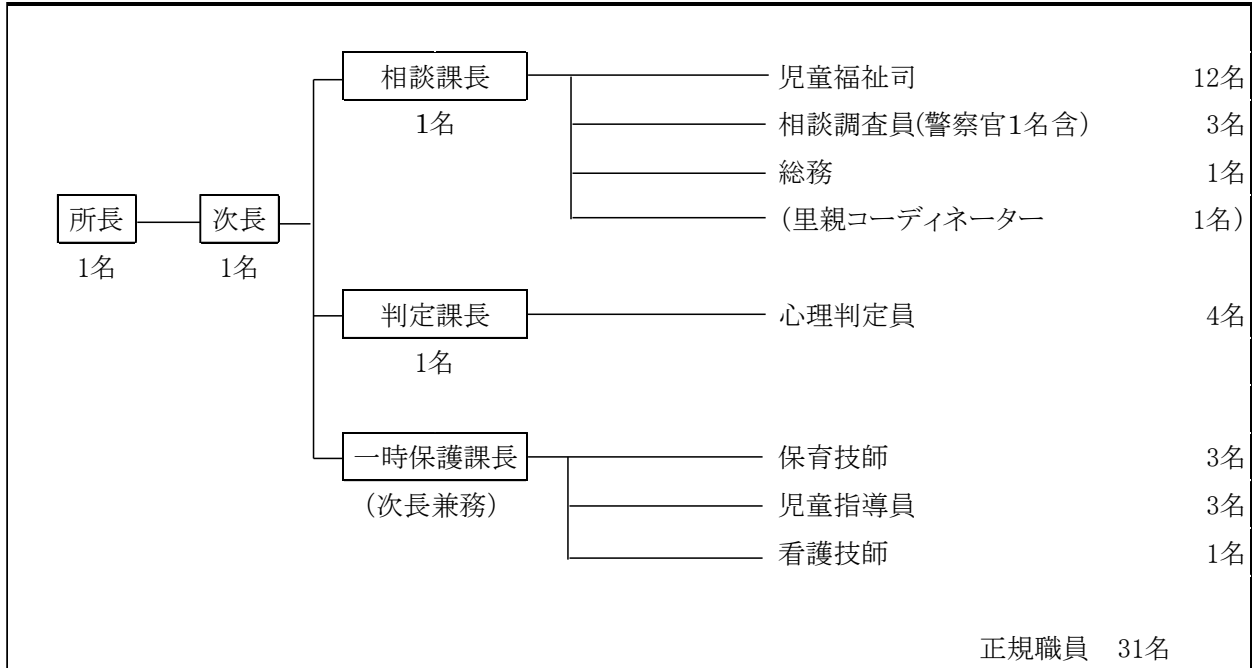 相談課長 児童福祉司 12名
1名 相談調査員(警察官1名含) 3名
総務 1名
所長 次長 (里親コーディネーター 1名)
1名 1名
判定課長 心理判定員 4名
1名
一時保護課長 保育技師 3名
(次長兼務) 児童指導員 3名
看護技師 1名
正規職員 31名